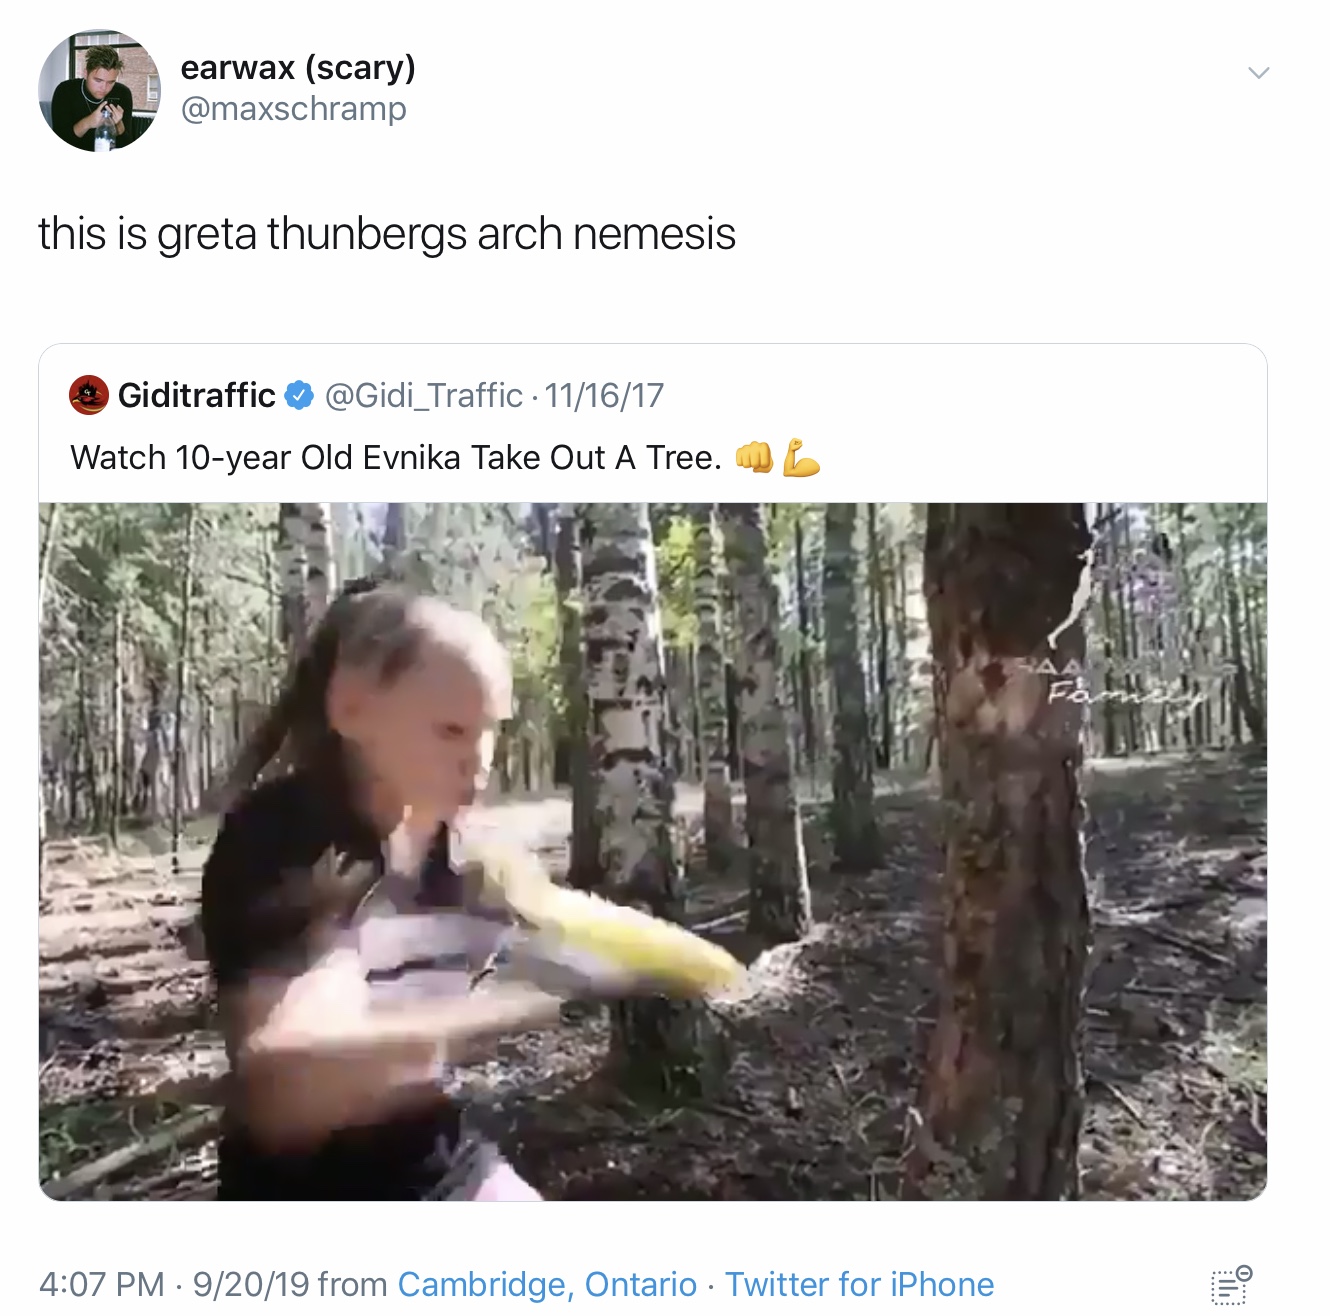 earwax (scary)
@maxschramp
this is greta thunbergs arch nemesis
Giditraffic @Gidi_Traffic · 11/16/17
Watch 10-year Old Evnika Take Out A Tree. 👊💪
Family
4:07 PM · 9/20/19 from Cambridge, Ontario · Twitter for iPhone